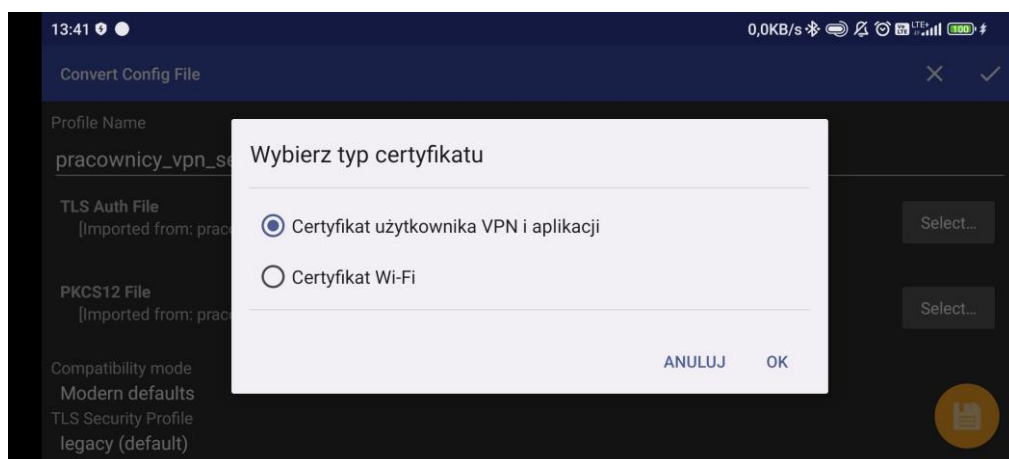 13:41
0,0KB/s LTE+ 100
Convert Config File
Profile Name
pracownicy_vpn_se
Wybierz typ certyfikatu
TLS Auth File
[Imported from: prac
Certyfikat użytkownika VPN i aplikacji
Select...
Certyfikat Wi-Fi
PKCS12 File
[Imported from: prac
Select...
ANULUJ OK
Compatibility mode
Modern defaults
TLS Security Profile
legacy (default)